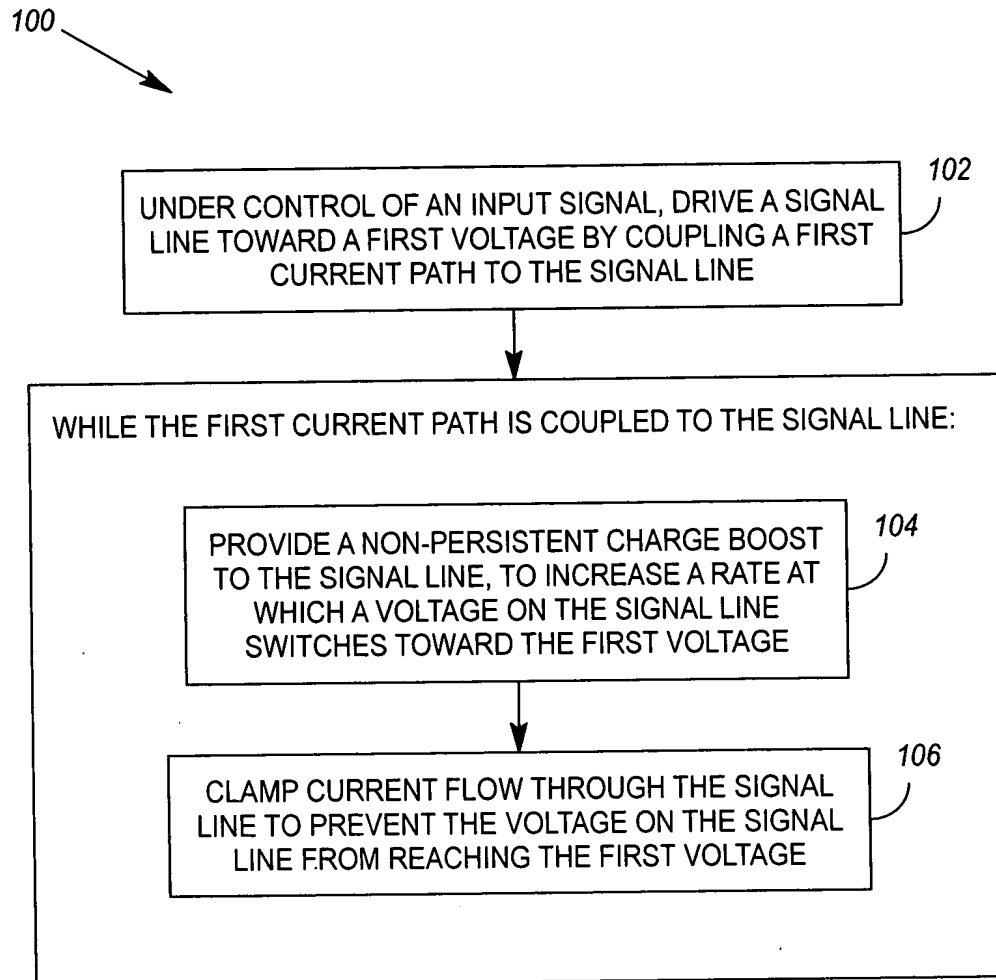 100
102
UNDER CONTROL OF AN INPUT SIGNAL, DRIVE A SIGNAL
LINE TOWARD A FIRST VOLTAGE BY COUPLING A FIRST
CURRENT PATH TO THE SIGNAL LINE
WHILE THE FIRST CURRENT PATH IS COUPLED TO THE SIGNAL LINE:
104
PROVIDE A NON-PERSISTENT CHARGE BOOST
TO THE SIGNAL LINE, TO INCREASE A RATE AT
WHICH A VOLTAGE ON THE SIGNAL LINE
SWITCHES TOWARD THE FIRST VOLTAGE
106
CLAMP CURRENT FLOW THROUGH THE SIGNAL
LINE TO PREVENT THE VOLTAGE ON THE SIGNAL
LINE FROM REACHING THE FIRST VOLTAGE